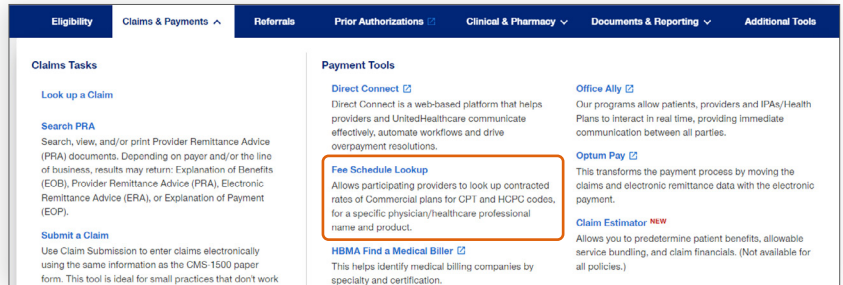 Eligibility Claims & Payments Referrals Prior Authorizations Clinical & Pharmacy Documents & Reporting Additional Tools
Claims Tasks
Look up a Claim
Search PRA
Search, view, and/or print Provider Remittance Advice
(PRA) documents. Depending on payer and/or the line
of business, results may return: Explanation of Benefits
(EOB), Provider Remittance Advice (PRA), Electronic
Remittance Advice (ERA), or Explanation of Payment
(EOP).
Submit a Claim
Use Claim Submission to enter claims electronically
using the same information as the CMS-1500 paper
form. This tool is ideal for small practices that don't work
Payment Tools
Direct Connect
Direct Connect is a web-based platform that helps
providers and UnitedHealthcare communicate
effectively, automate workflows and drive
overpayment resolutions.
Fee Schedule Lookup
Allows participating providers to look up contracted
rates of Commercial plans for CPT and HCPC codes,
for a specific physician/healthcare professional
name and product.
HBMA Find a Medical Biller
This helps identify medical billing companies by
specialty and certification.
Office Ally
Our programs allow patients, providers and IPAs/Health
Plans to interact in real time, providing immediate
communication between all parties.
Optum Pay
This transforms the payment process by moving the
claims and electronic remittance data with the electronic
payment.
Claim Estimator NEW
Allows you to predetermine patient benefits, allowable
service bundling, and claim financials. (Not available for
all policies.)